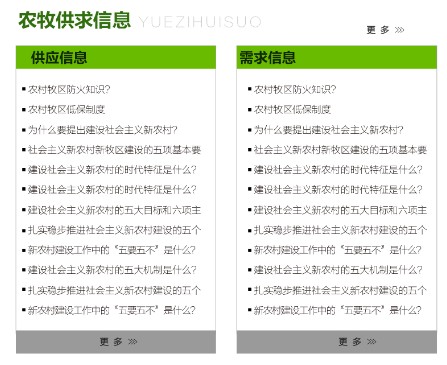 农牧供求信息 YUEZIHUISUO
更 多 >>>
供应信息
农村牧区防火知识?
农村牧区低保制度
为什么要提出建设社会主义新农村?
社会主义新农村新牧区建设的五项基本要
建设社会主义新农村的时代特征是什么?
建设社会主义新农村的时代特征是什么?
建设社会主义新农村的五大目标和六项主
扎实稳步推进社会主义新农村建设的五个
新农村建设工作中的“五要五不”是什么?
建设社会主义新农村的五大机制是什么?
扎实稳步推进社会主义新农村建设的五个
新农村建设工作中的“五要五不”是什么?
更 多 >>>
需求信息
农村牧区防火知识?
农村牧区低保制度
为什么要提出建设社会主义新农村?
社会主义新农村新牧区建设的五项基本要
建设社会主义新农村的时代特征是什么?
建设社会主义新农村的时代特征是什么?
建设社会主义新农村的五大目标和六项主
扎实稳步推进社会主义新农村建设的五个
新农村建设工作中的“五要五不”是什么?
建设社会主义新农村的五大机制是什么?
扎实稳步推进社会主义新农村建设的五个
新农村建设工作中的“五要五不”是什么?
更 多 >>>